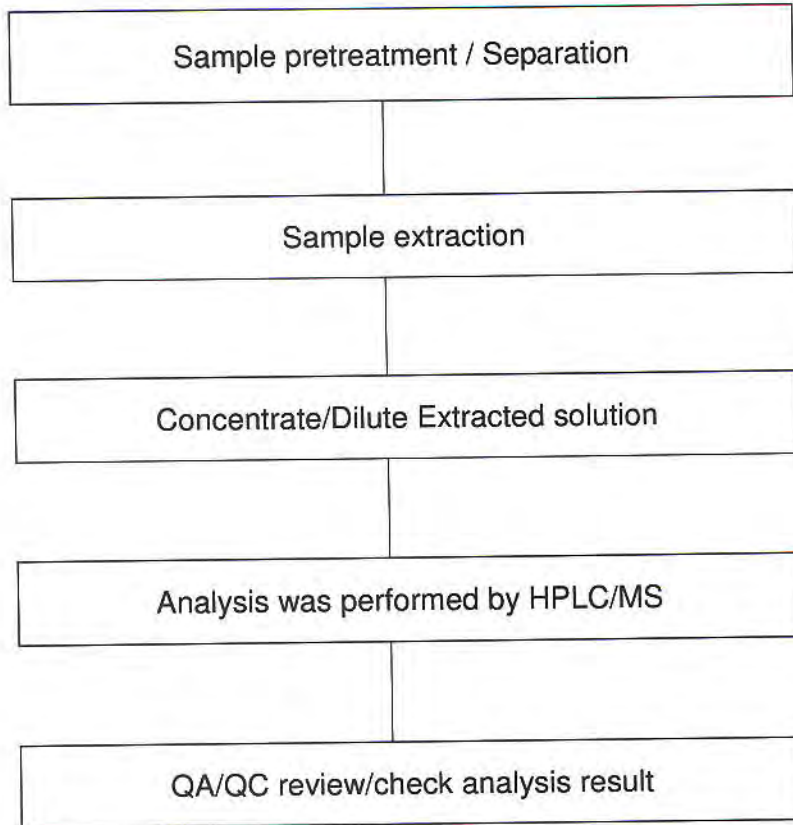 Sample pretreatment / Separation
Sample extraction
Concentrate/Dilute Extracted solution
Analysis was performed by HPLC/MS
QA/QC review/check analysis result